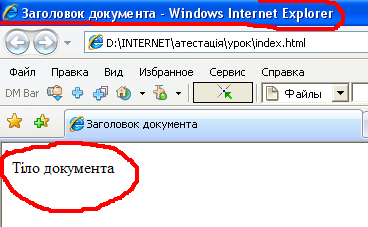 Заголовок документа - Windows Internet Explorer
D:\INTERNET\атестація\урок\index.html
Файл Правка Вид Избранное Сервис Справка
DM Bar Файлы
Заголовок документа
Тіло документа